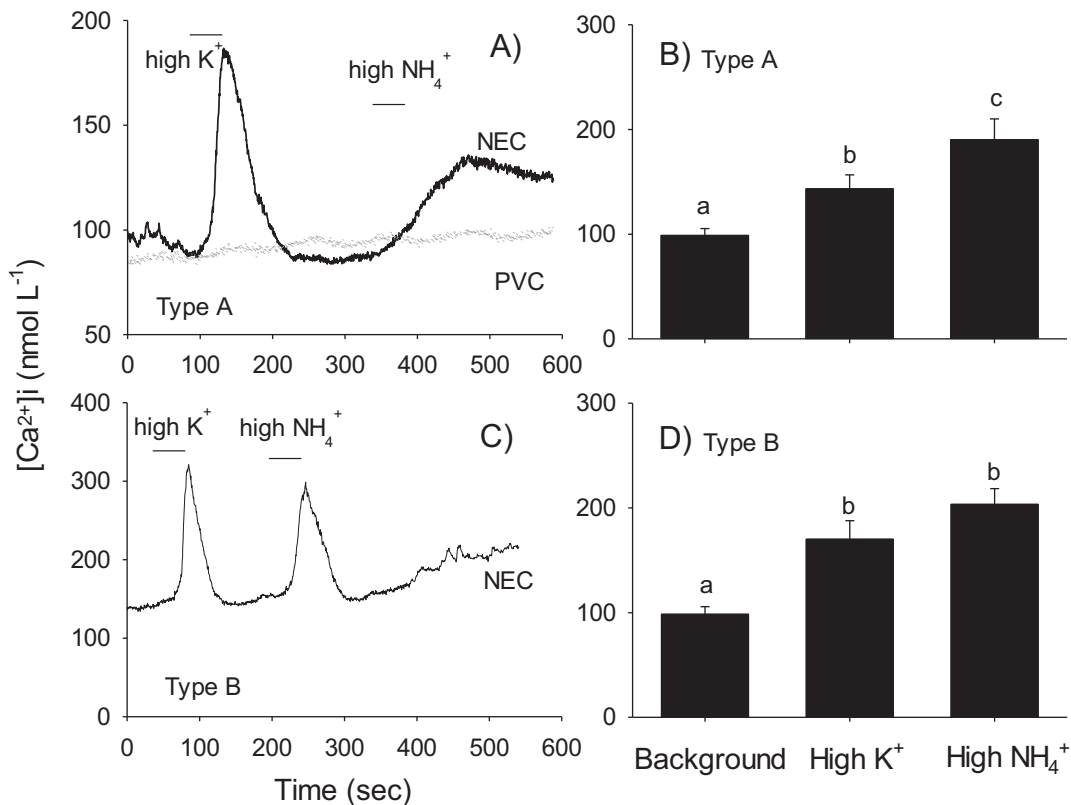 [Ca²⁺]i (nmol L⁻¹)
A)
200
150
100
50
high K⁺
high NH₄⁺
NEC
PVC
Type A
0 100 200 300 400 500 600
B) Type A
300
200
100
0
a
b
c
C)
400
300
200
100
0
high K⁺
high NH₄⁺
NEC
Type B
0 100 200 300 400 500 600
Time (sec)
D) Type B
300
200
100
0
a
b
b
Background High K⁺ High NH₄⁺